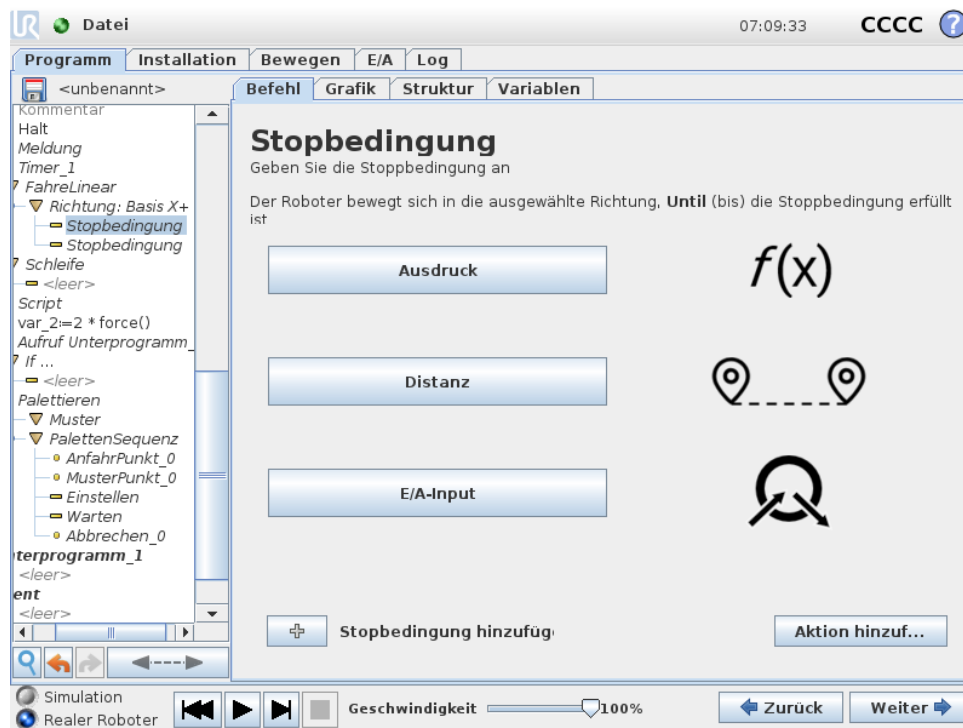 UR Datei 07:09:33 CCCC ?
Programm Installation Bewegen E/A Log
<unbenannt> Befehl Grafik Struktur Variablen
Kommentar
Halt
Meldung
Timer_1
FahreLinear
Richtung: Basis X+
Stopbedingung
Stopbedingung
Schleife
<leer>
Script
var_2:=2 * force()
Aufruf Unterprogramm_
If ...
<leer>
Palettieren
Muster
PalettenSequenz
AnfahrPunkt_0
MusterPunkt_0
Einstellen
Warten
Abbrechen_0
nterprogramm_1
<leer>
ent
<leer>
Stopbedingung
Geben Sie die Stoppbedingung an
Der Roboter bewegt sich in die ausgewählte Richtung, Until (bis) die Stoppbedingung erfüllt
ist
Ausdruck f(x)
Distanz
E/A-Input
Stopbedingung hinzufüg
Aktion hinzuf...
Simulation
Realer Roboter
Geschwindigkeit 100%
Zurück Weiter